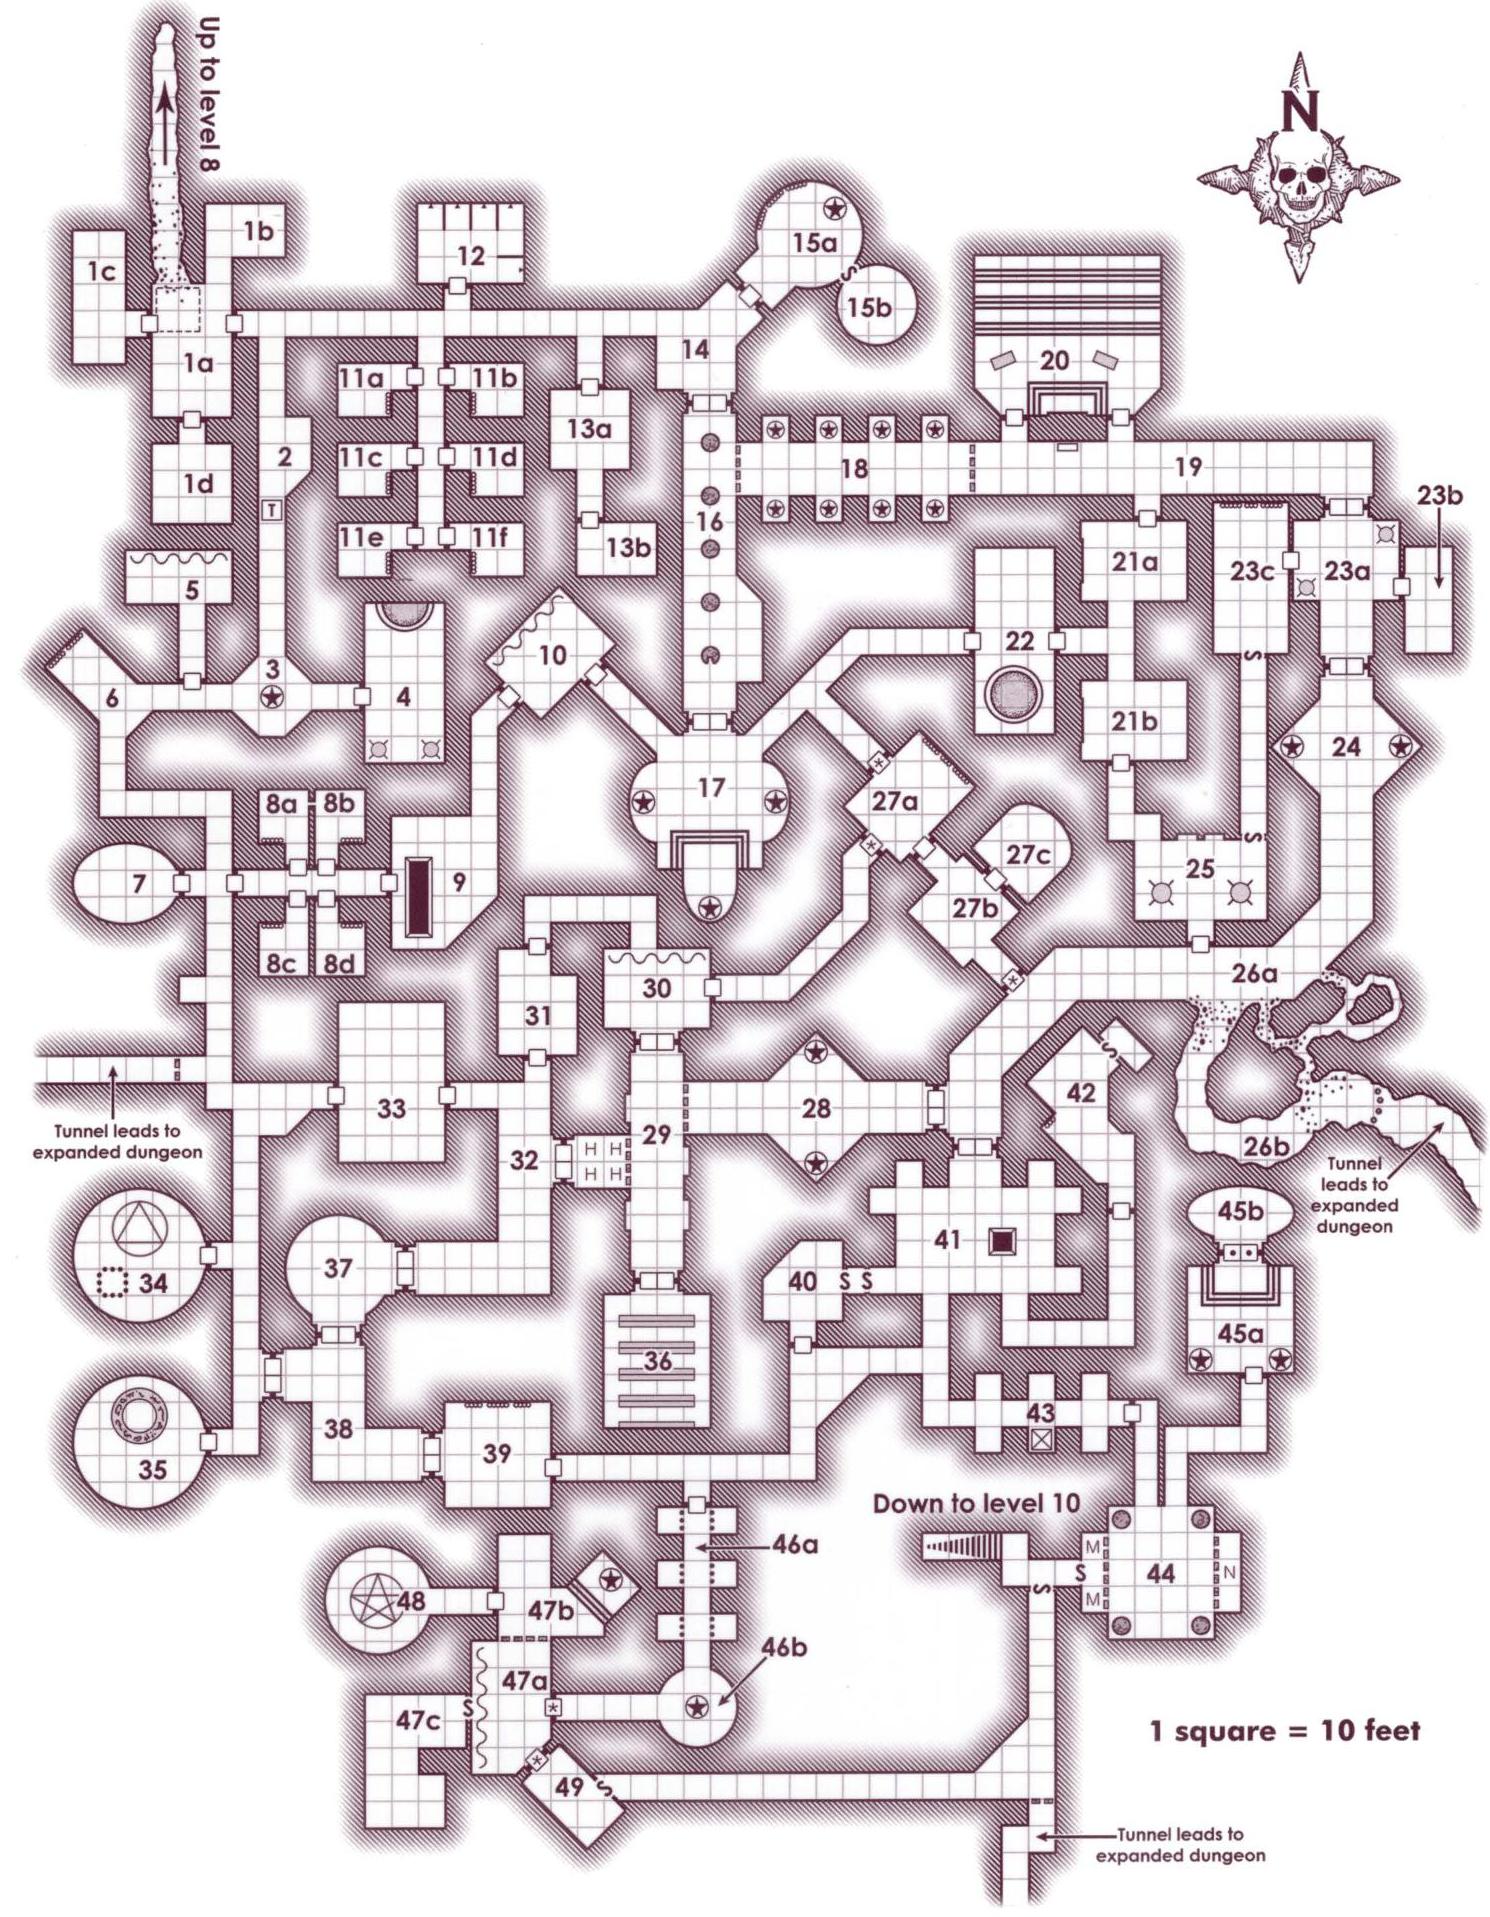 Up to level 8
N
1b
1c
12
15a
15b
1a
14
20
11a
11b
13a
2
11c
11d
18
19
1d
23b
T
16
11e
11f
13b
21a
23c
23a
5
10
22
3
6
4
21b
24
17
27a
8a
8b
27c
7
9
25
27b
8c
8d
26a
30
31
42
33
28
29
Tunnel leads to
expanded dungeon
32
H H
H H
26b
Tunnel
leads to
expanded
dungeon
45b
41
37
34
40
S S
45a
36
43
38
39
35
Down to level 10
46a
M
S
44
N
M
48
47b
46b
47a
S
47c
1 square = 10 feet
49
S
Tunnel leads to
expanded dungeon